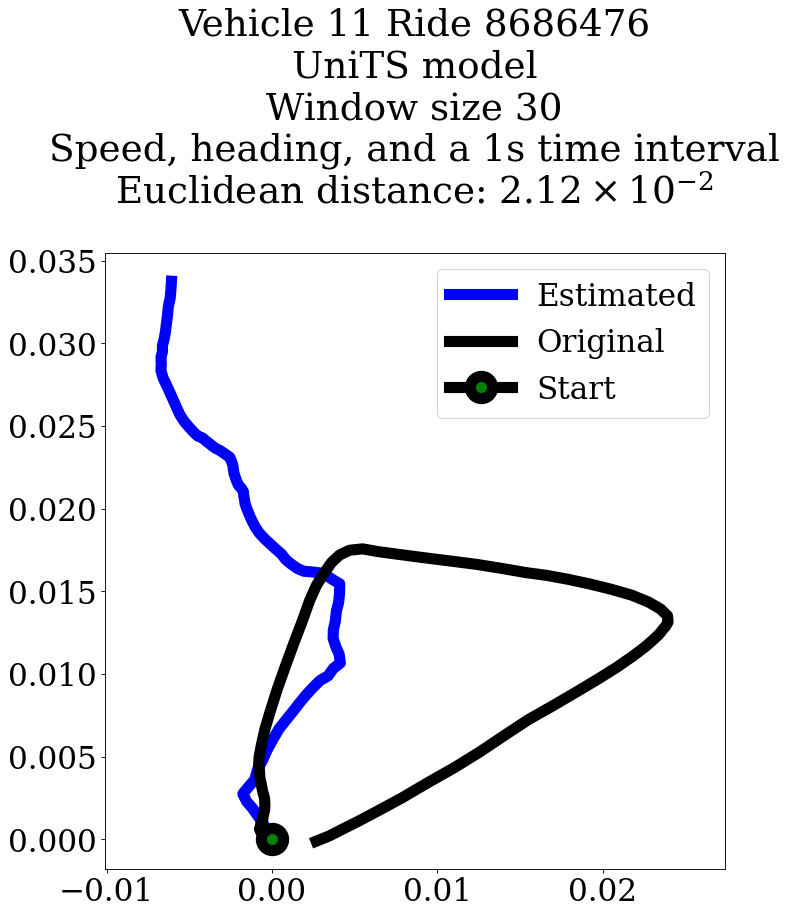 Vehicle 11 Ride 8686476
UniTS model
Window size 30
Speed, heading, and a 1s time interval
Euclidean distance: 2.12 × 10⁻²
Estimated
Original
Start
0.035
0.030
0.025
0.020
0.015
0.010
0.005
0.000
−0.01 0.00 0.01 0.02